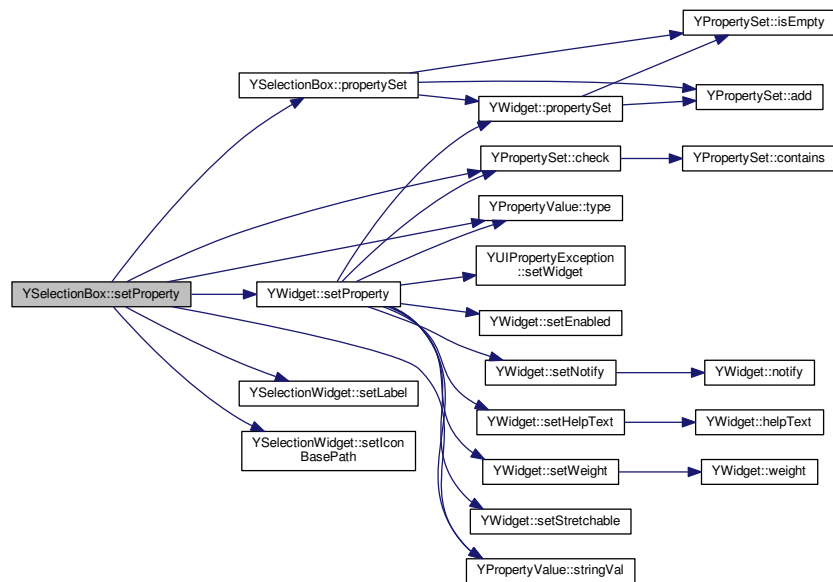 YPropertySet::isEmpty
YSelectionBox::propertySet
YPropertySet::add
YWidget::propertySet
YPropertySet::check
YPropertySet::contains
YPropertyValue::type
YUIPropertyException
::setWidget
YSelectionBox::setProperty
YWidget::setProperty
YWidget::setEnabled
YWidget::setNotify
YWidget::notify
YSelectionWidget::setLabel
YWidget::setHelpText
YWidget::helpText
YSelectionWidget::setIcon
BasePath
YWidget::setWeight
YWidget::weight
YWidget::setStretchable
YPropertyValue::stringVal